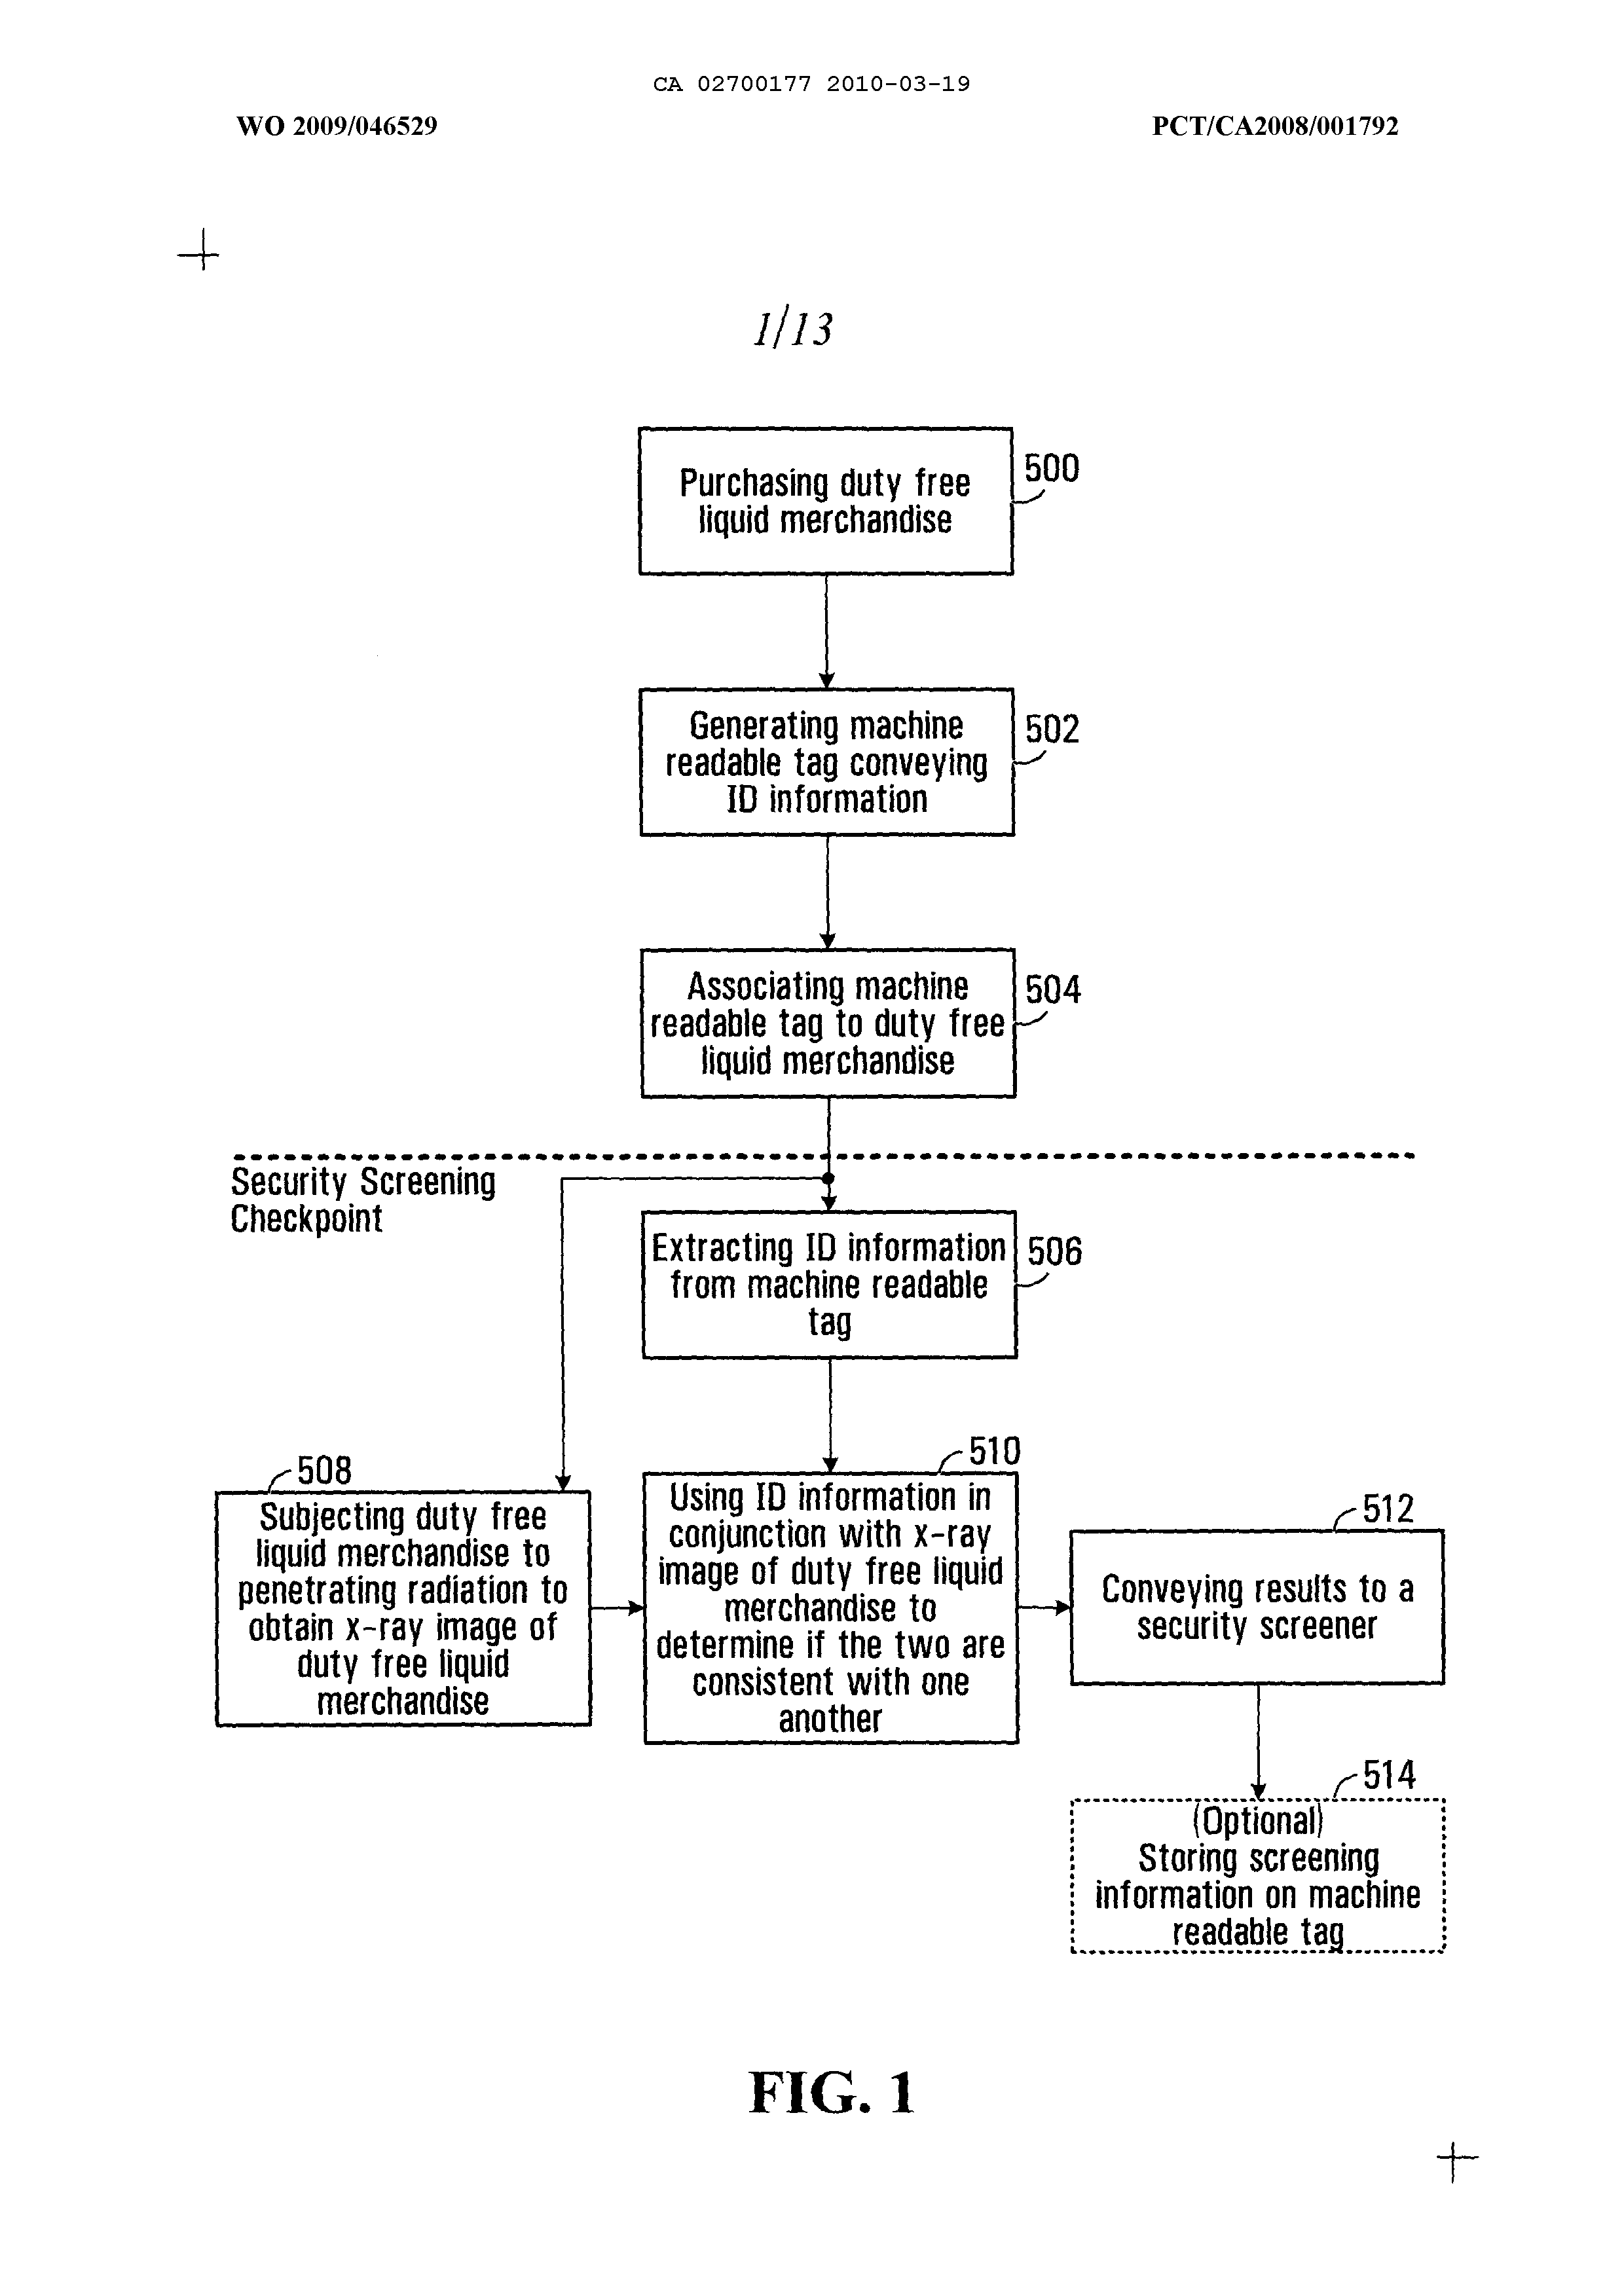 CA 02700177 2010-03-19
WO 2009/046529
PCT/CA2008/001792
1/13
Purchasing duty free
liquid merchandise
500
Generating machine
readable tag conveying
ID information
502
Associating machine
readable tag to duty free
liquid merchandise
504
Security Screening
Checkpoint
Extracting ID information
from machine readable
tag
506
508
Subjecting duty free
liquid merchandise to
penetrating radiation to
obtain x-ray image of
duty free liquid
merchandise
510
Using ID information in
conjunction with x-ray
image of duty free liquid
merchandise to
determine if the two are
consistent with one
another
512
Conveying results to a
security screener
514
(Optional)
Storing screening
information on machine
readable tag
FIG. 1